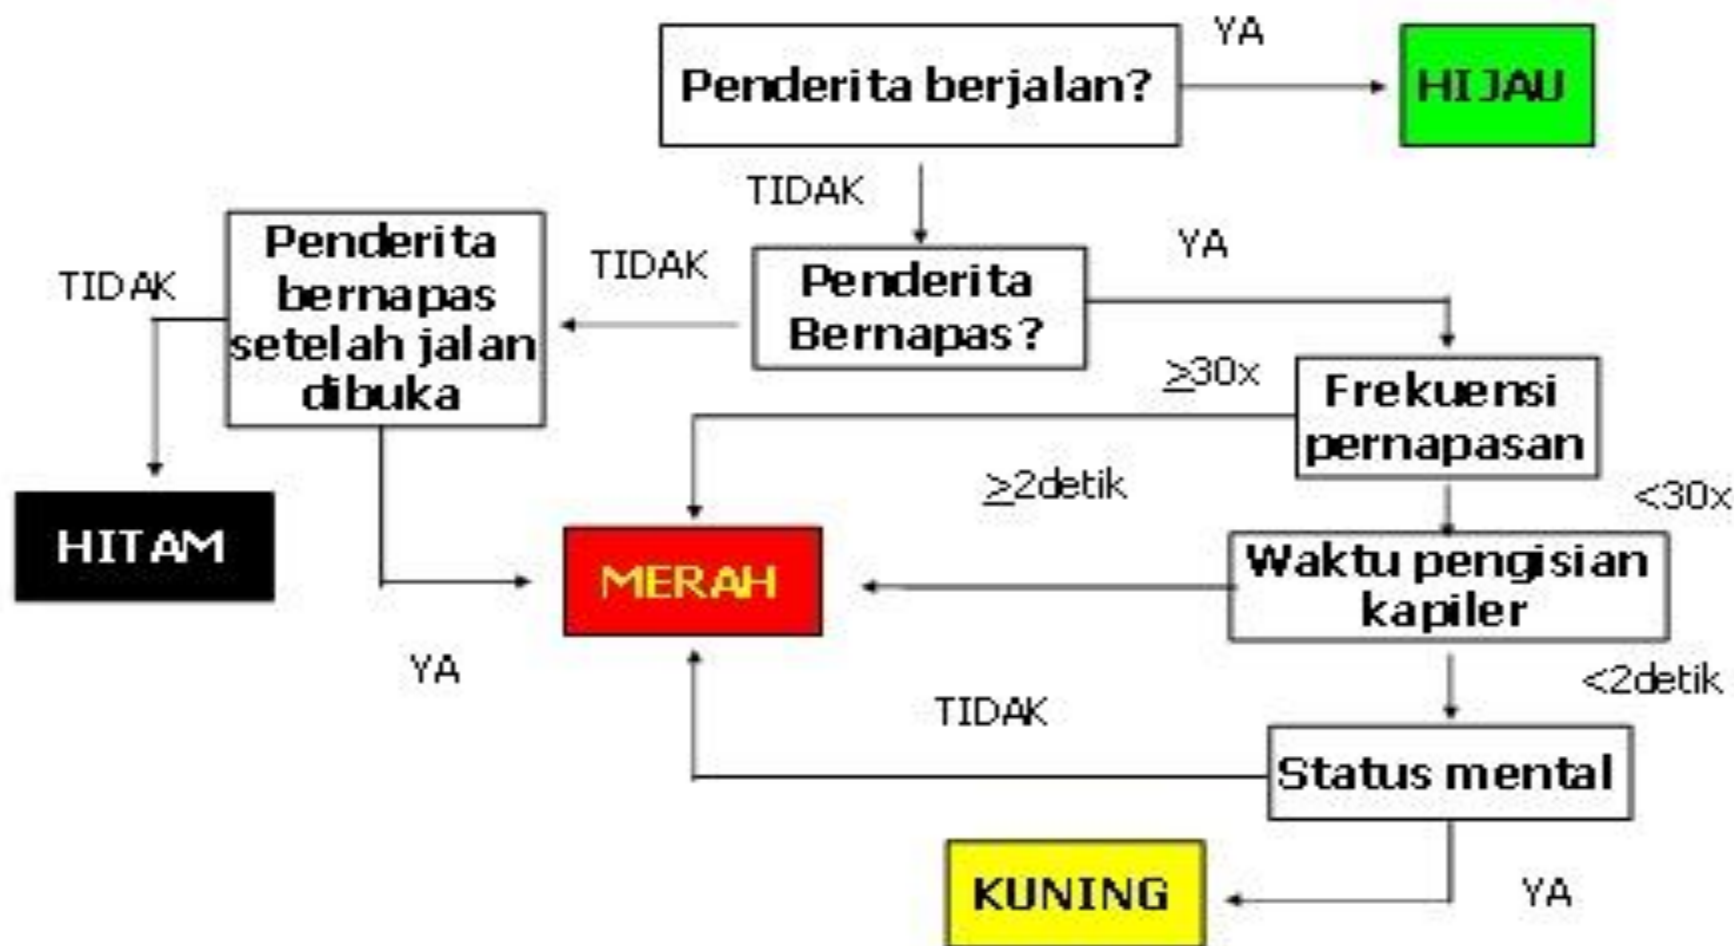 YA
Penderita berjalan?
HIJAU
TIDAK
Penderita
bernapas
setelah jalan
dibuka
TIDAK
TIDAK
Penderita
Bernapas?
YA
≥30x
Frekuensi
pernapasan
<30x
≥2detik
HITAM
MERAH
Waktu pengisian
kapiler
YA
<2detik
TIDAK
Status mental
KUNING
YA